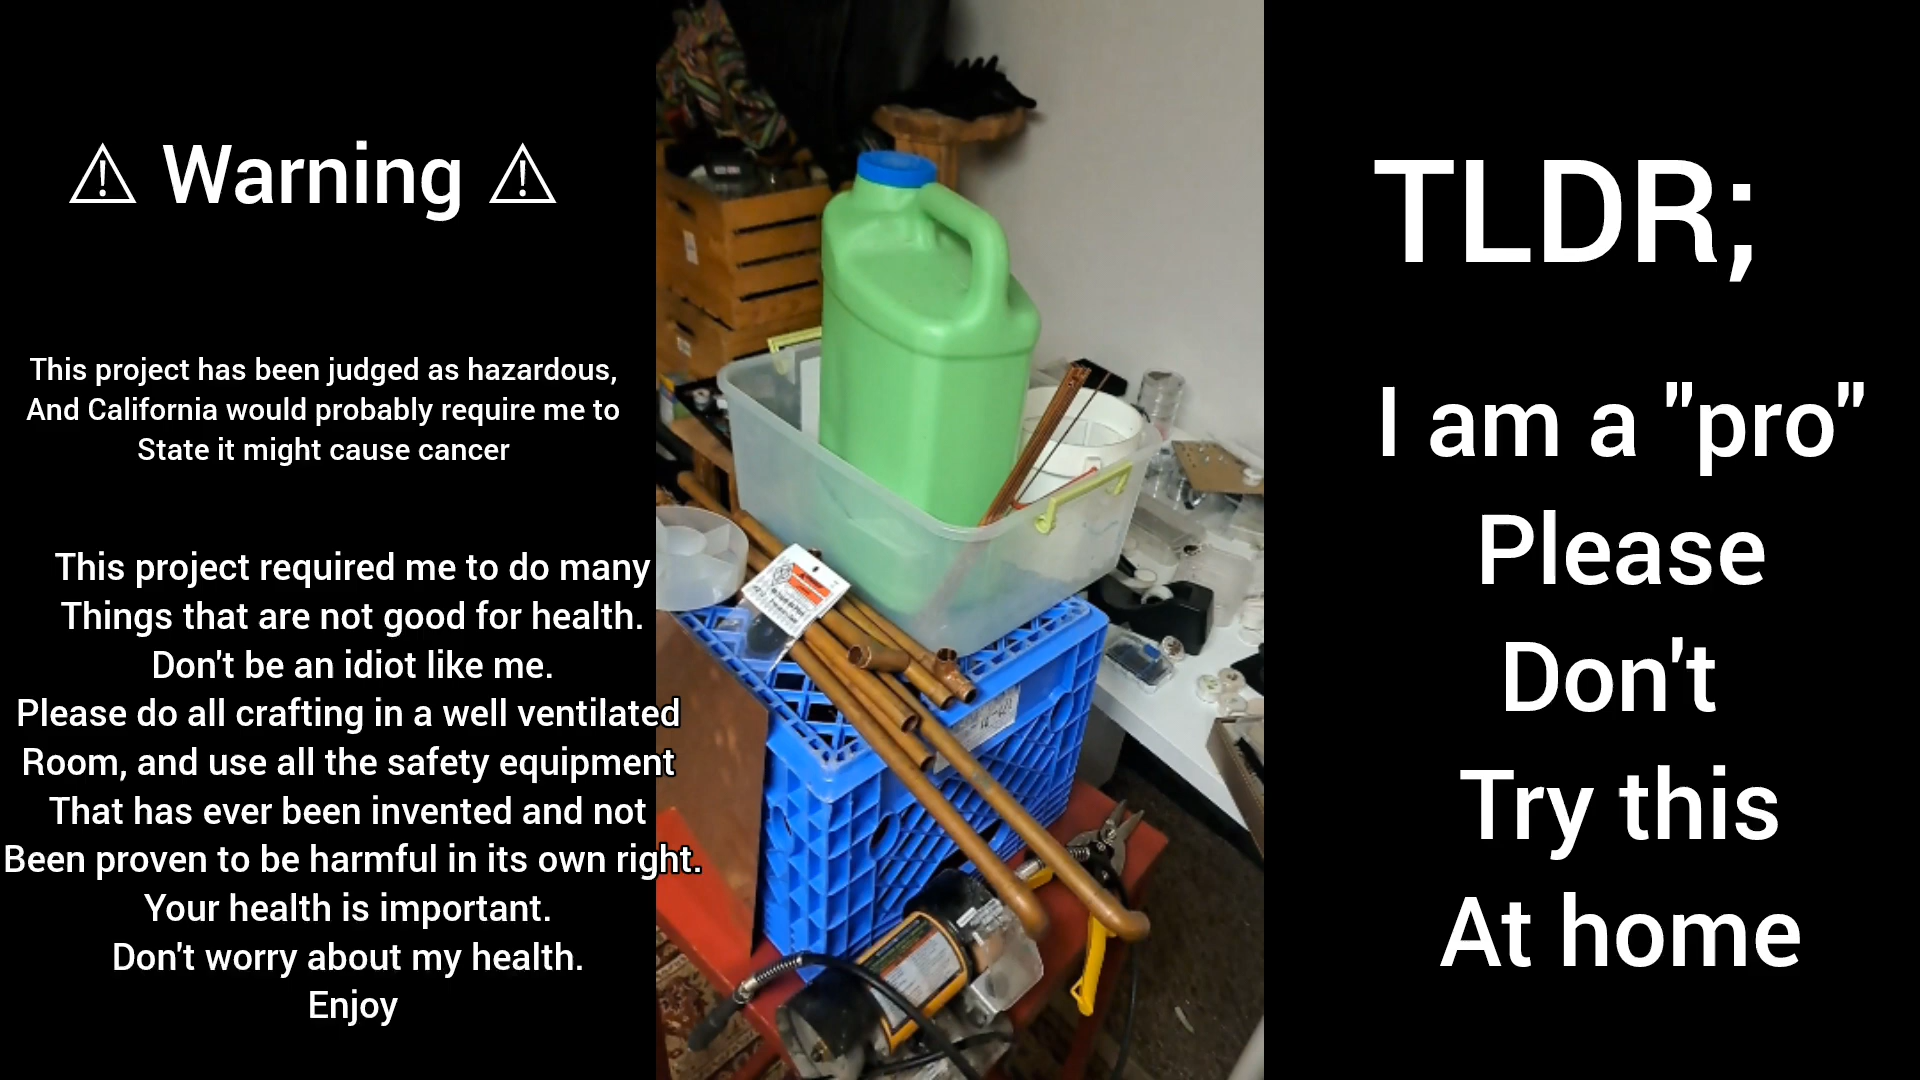 ⚠ Warning ⚠
This project has been judged as hazardous,
And California would probably require me to
State it might cause cancer
This project required me to do many
Things that are not good for health.
Don't be an idiot like me.
Please do all crafting in a well ventilated
Room, and use all the safety equipment
That has ever been invented and not
Been proven to be harmful in its own right.
Your health is important.
Don't worry about my health.
Enjoy
TLDR;
I am a "pro"
Please
Don't
Try this
At home